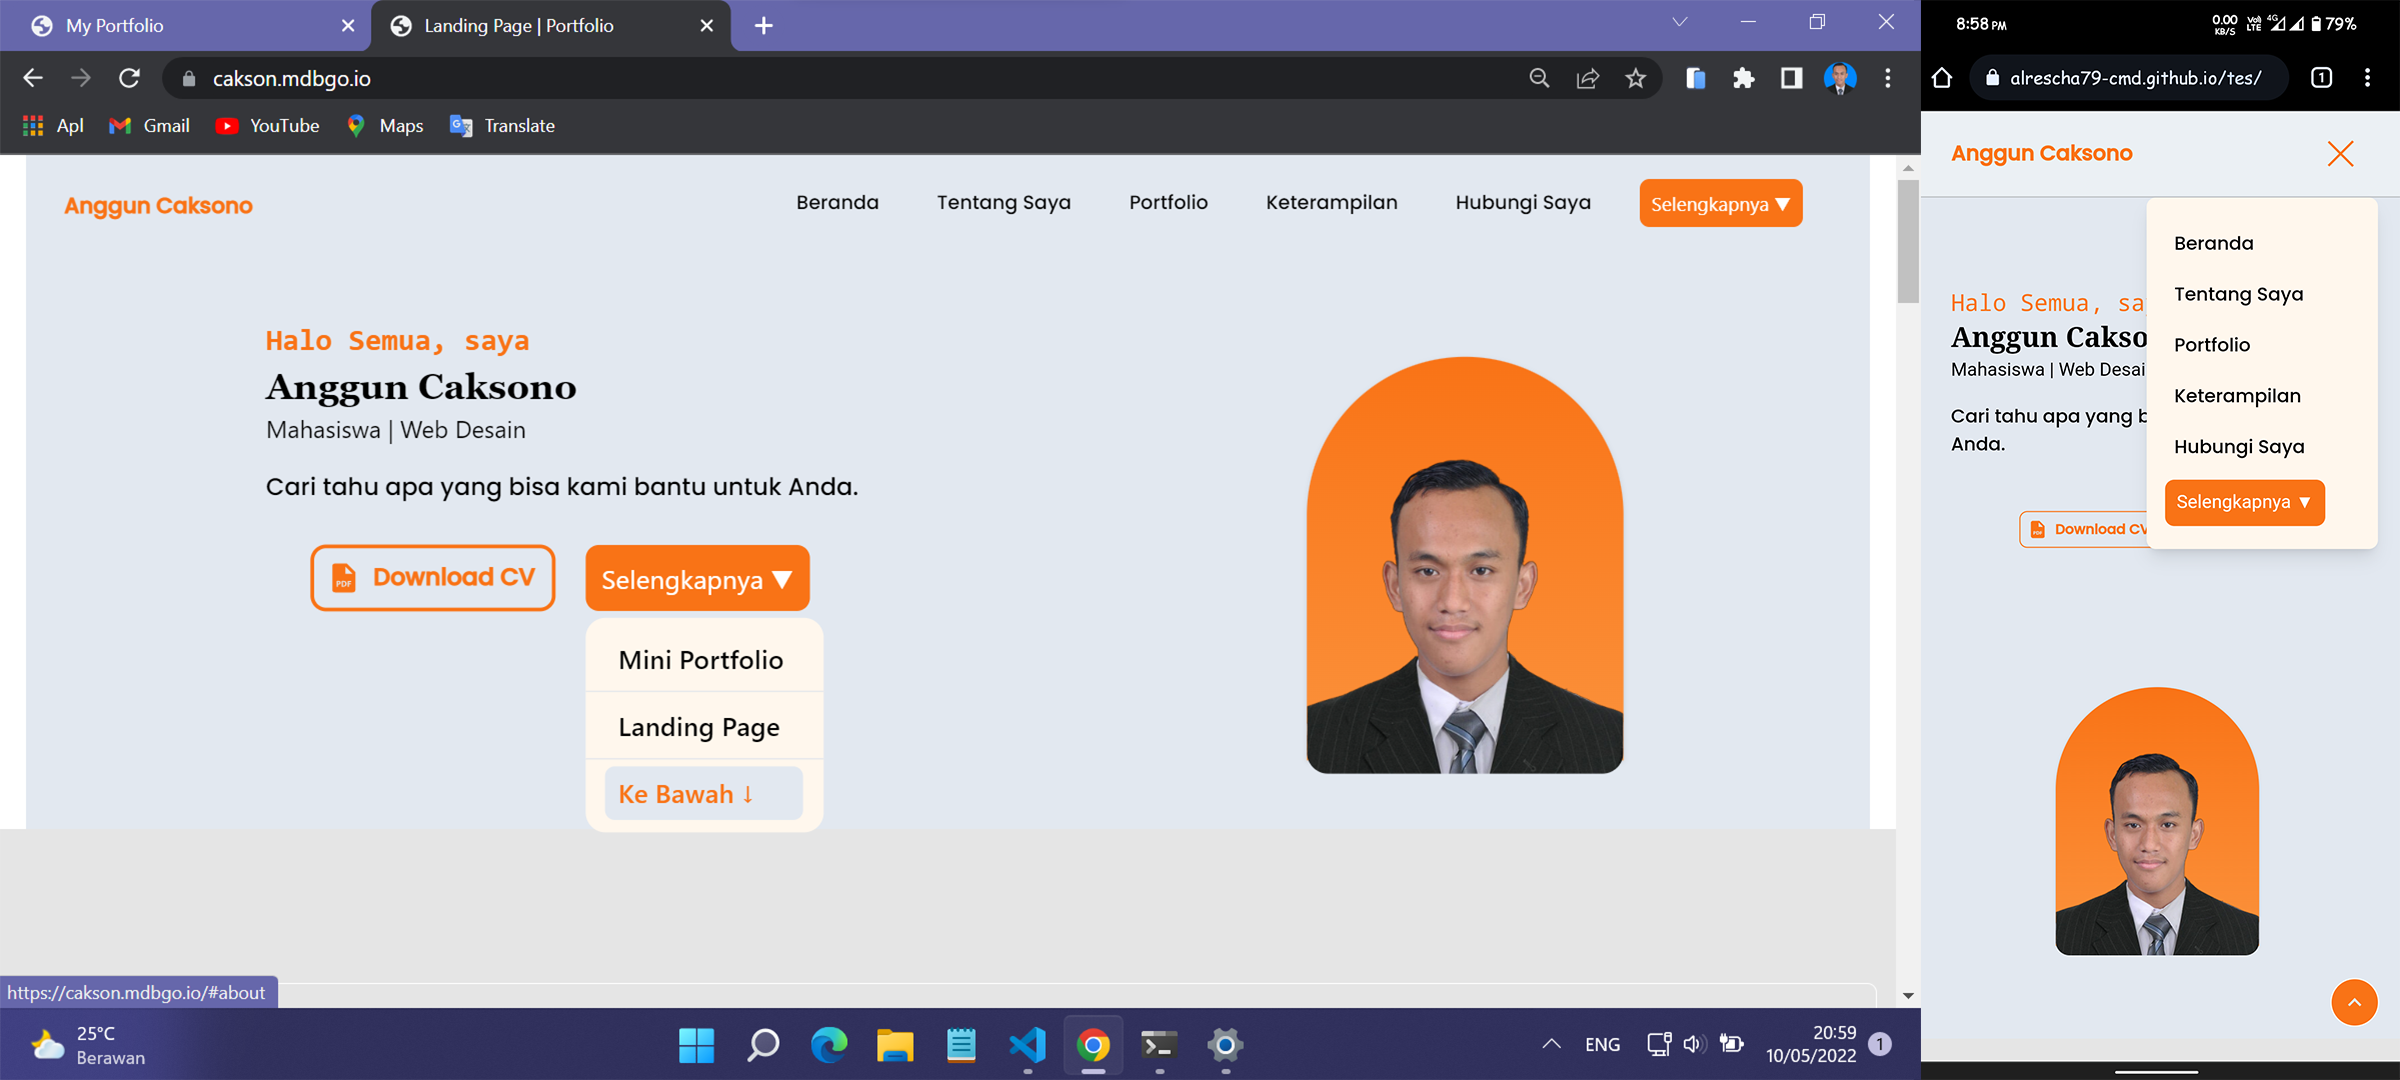 My Portfolio
Landing Page | Portfolio
cakson.mdbgo.io
Apl
Gmail
YouTube
Maps
Translate
Anggun Caksono
Beranda
Tentang Saya
Portfolio
Keterampilan
Hubungi Saya
Selengkapnya ▼
Halo Semua, saya
Anggun Caksono
Mahasiswa | Web Desain
Cari tahu apa yang bisa kami bantu untuk Anda.
PDF
Download CV
Selengkapnya ▼
Mini Portfolio
Landing Page
Ke Bawah ↓
https://cakson.mdbgo.io/#about
25°C
Berawan
ENG
20:59
10/05/2022
1
8:58 PM
0.00
KB/S
Vo)
LTE
4G
79%
alrescha79-cmd.github.io/tes/
1
Anggun Caksono
Beranda
Tentang Saya
Portfolio
Keterampilan
Hubungi Saya
Selengkapnya ▼
Halo Semua, sa
Anggun Cakso
Mahasiswa | Web Desai
Cari tahu apa yang b
Anda.
Download CV